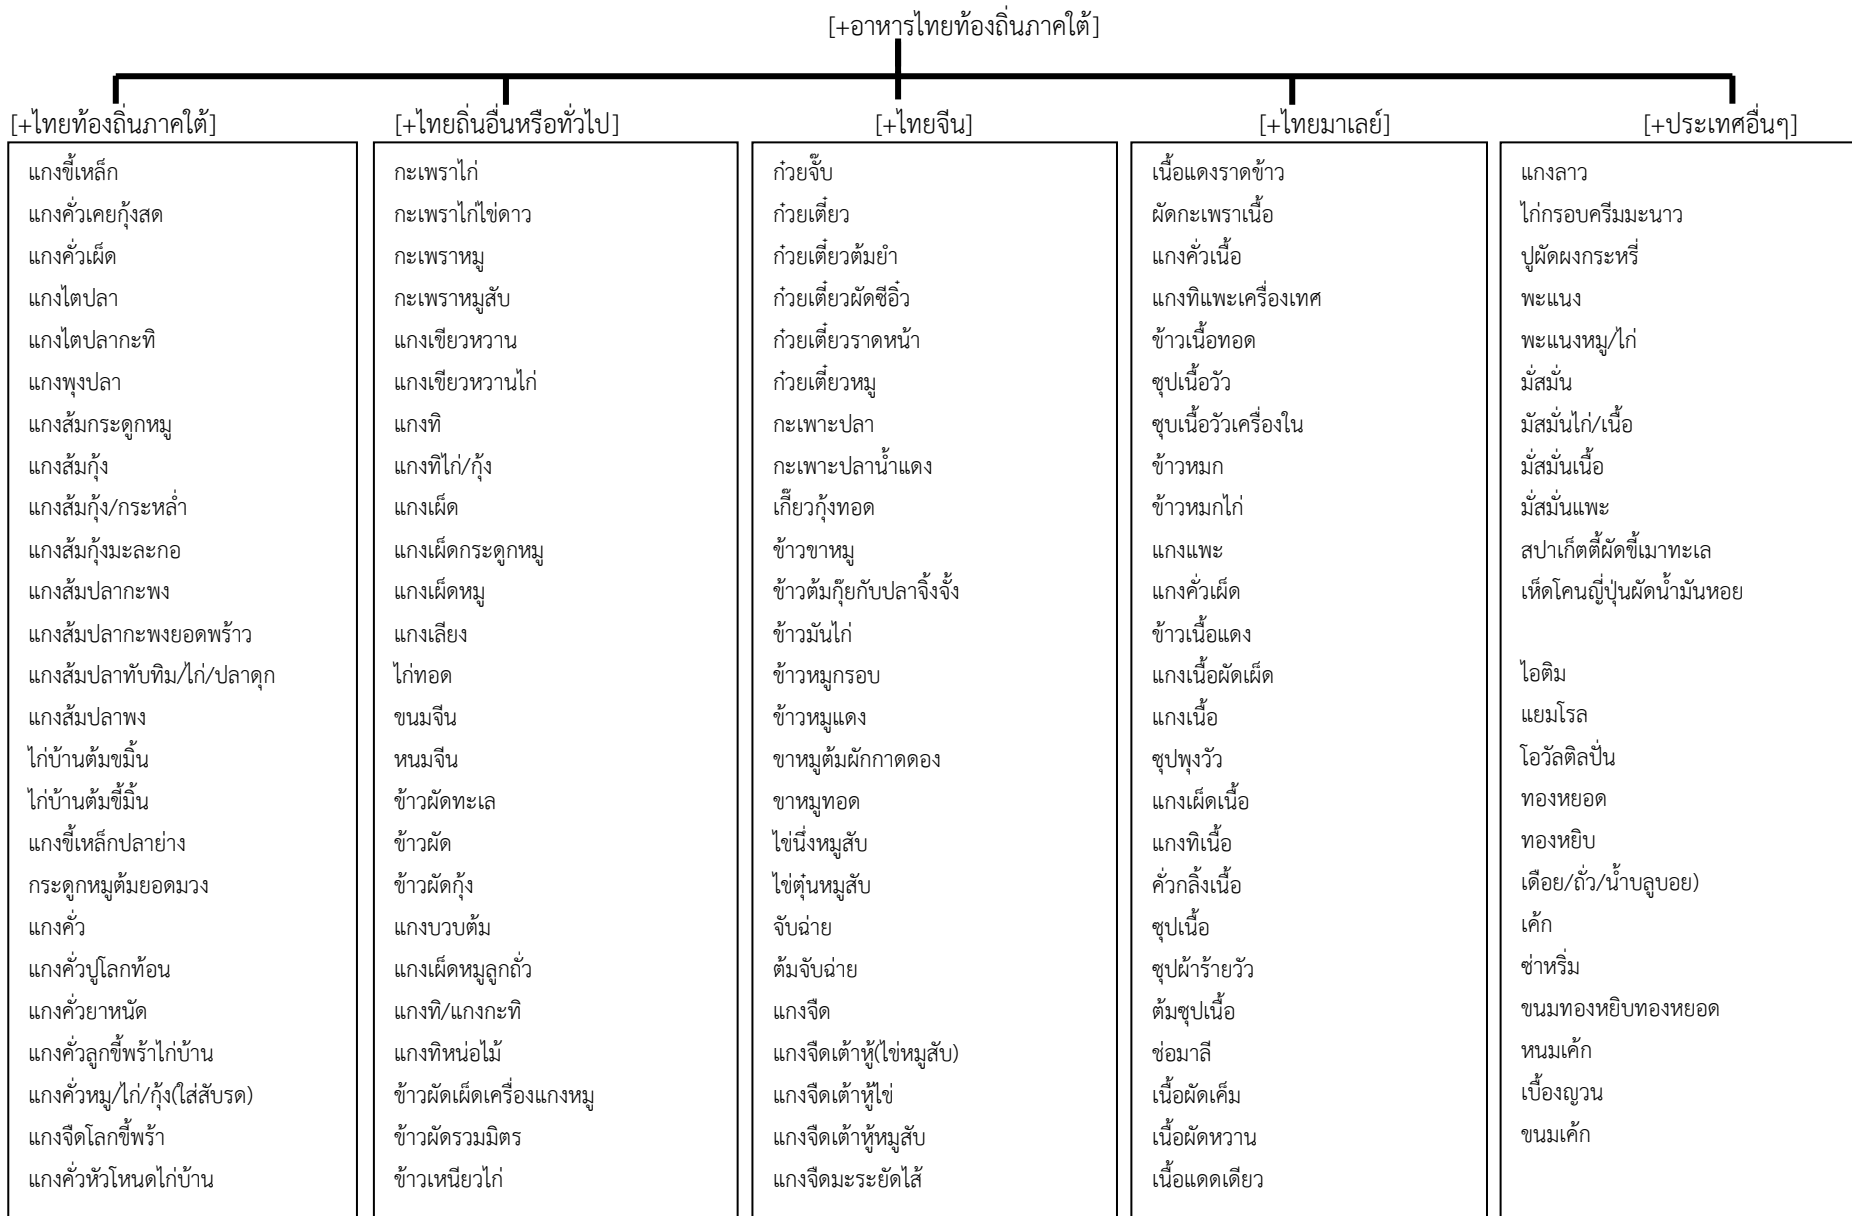 [+อาหารไทยท้องถิ่นภาคใต้]
[+ไทยท้องถิ่นภาคใต้]
แกงขี้เหล็ก
แกงคั่วเคยกุ้งสด
แกงคั่วเผ็ด
แกงไตปลา
แกงไตปลากะทิ
แกงพุงปลา
แกงส้มกระดูกหมู
แกงส้มกุ้ง
แกงส้มกุ้ง/กระหล่ำ
แกงส้มกุ้งมะละกอ
แกงส้มปลากะพง
แกงส้มปลากะพงยอดพร้าว
แกงส้มปลาทับทิม/ไก่/ปลาดุก
แกงส้มปลาพง
ไก่บ้านต้มขมิ้น
ไก่บ้านต้มขี้มิ้น
แกงขี้เหล็กปลาย่าง
กระดูกหมูต้มยอดมวง
แกงคั่ว
แกงคั่วปูโลกท้อน
แกงคั่วยาหนัด
แกงคั่วลูกขี้พร้าไก่บ้าน
แกงคั่วหมู/ไก่/กุ้ง(ใส่สับรด)
แกงจืดโลกขี้พร้า
แกงคั่วหัวโหนดไก่บ้าน
[+ไทยถิ่นอื่นหรือทั่วไป]
กะเพราไก่
กะเพราไก่ไข่ดาว
กะเพราหมู
กะเพราหมูสับ
แกงเขียวหวาน
แกงเขียวหวานไก่
แกงทิ
แกงทิไก่/กุ้ง
แกงเผ็ด
แกงเผ็ดกระดูกหมู
แกงเผ็ดหมู
แกงเลียง
ไก่ทอด
ขนมจีน
หนมจีน
ข้าวผัดทะเล
ข้าวผัด
ข้าวผัดกุ้ง
แกงบวบต้ม
แกงเผ็ดหมูลูกถั่ว
แกงทิ/แกงกะทิ
แกงทิหน่อไม้
ข้าวผัดเผ็ดเครื่องแกงหมู
ข้าวผัดรวมมิตร
ข้าวเหนียวไก่
[+ไทยจีน]
ก๋วยจั๊บ
ก๋วยเตี๋ยว
ก๋วยเตี๋ยวต้มยำ
ก๋วยเตี๋ยวผัดซีอิ๋ว
ก๋วยเตี๋ยวราดหน้า
ก๋วยเตี๋ยวหมู
กะเพาะปลา
กะเพาะปลาน้ำแดง
เกี๊ยวกุ้งทอด
ข้าวขาหมู
ข้าวต้มกุ๊ยกับปลาจิ้งจั้ง
ข้าวมันไก่
ข้าวหมูกรอบ
ข้าวหมูแดง
ขาหมูต้มผักกาดดอง
ขาหมูทอด
ไข่นึ่งหมูสับ
ไข่ตุ๋นหมูสับ
จับฉ่าย
ต้มจับฉ่าย
แกงจืด
แกงจืดเต้าหู้(ไข่หมูสับ)
แกงจืดเต้าหู้ไข่
แกงจืดเต้าหู้หมูสับ
แกงจืดมะระยัดไส้
[+ไทยมาเลย์]
เนื้อแดงราดข้าว
ผัดกะเพราเนื้อ
แกงคั่วเนื้อ
แกงทิแพะเครื่องเทศ
ข้าวเนื้อทอด
ซุปเนื้อวัว
ซุบเนื้อวัวเครื่องใน
ข้าวหมก
ข้าวหมกไก่
แกงแพะ
แกงคั่วเผ็ด
ข้าวเนื้อแดง
แกงเนื้อผัดเผ็ด
แกงเนื้อ
ซุปพุงวัว
แกงเผ็ดเนื้อ
แกงทิเนื้อ
คั่วกลิ้งเนื้อ
ซุปเนื้อ
ซุปผ้าร้ายวัว
ต้มซุปเนื้อ
ช่อมาลี
เนื้อผัดเค็ม
เนื้อผัดหวาน
เนื้อแดดเดียว
[+ประเทศอื่นๆ]
แกงลาว
ไก่กรอบครีมมะนาว
ปูผัดผงกระหรี่
พะแนง
พะแนงหมู/ไก่
มั่สมั่น
มัสมั่นไก่/เนื้อ
มั่สมั่นเนื้อ
มั่สมั่นแพะ
สปาเก็ตตี้ผัดขี้เมาทะเล
เห็ดโคนญี่ปุ่นผัดน้ำมันหอย
ไอติม
แยมโรล
โอวัลติลปั่น
ทองหยอด
ทองหยิบ
เดือย/ถั่ว/น้ำบลูบอย)
เค้ก
ซ่าหริ่ม
ขนมทองหยิบทองหยอด
หนมเค้ก
เบื้องญวน
ขนมเค้ก